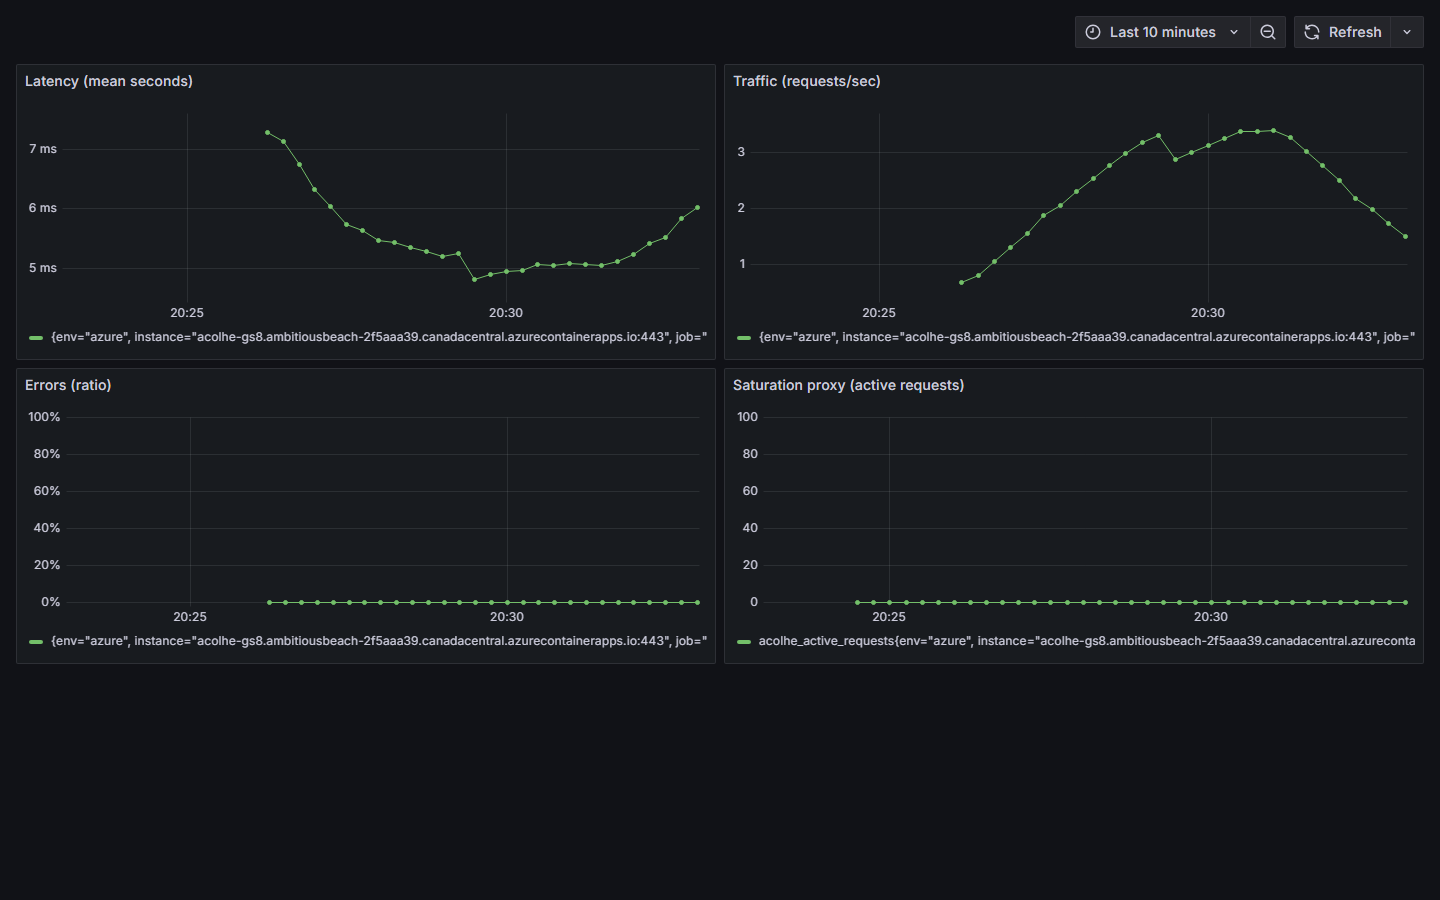 Last 10 minutes
Refresh
Latency (mean seconds)
7 ms
6 ms
5 ms
20:25
20:30
{env="azure", instance="acolhe-gs8.ambitiousbeach-2f5aaa39.canadacentral.azurecontainerapps.io:443", job="
Traffic (requests/sec)
3
2
1
20:25
20:30
{env="azure", instance="acolhe-gs8.ambitiousbeach-2f5aaa39.canadacentral.azurecontainerapps.io:443", job="
Errors (ratio)
100%
80%
60%
40%
20%
0%
20:25
20:30
{env="azure", instance="acolhe-gs8.ambitiousbeach-2f5aaa39.canadacentral.azurecontainerapps.io:443", job="
Saturation proxy (active requests)
100
80
60
40
20
0
20:25
20:30
acolhe_active_requests{env="azure", instance="acolhe-gs8.ambitiousbeach-2f5aaa39.canadacentral.azureconta